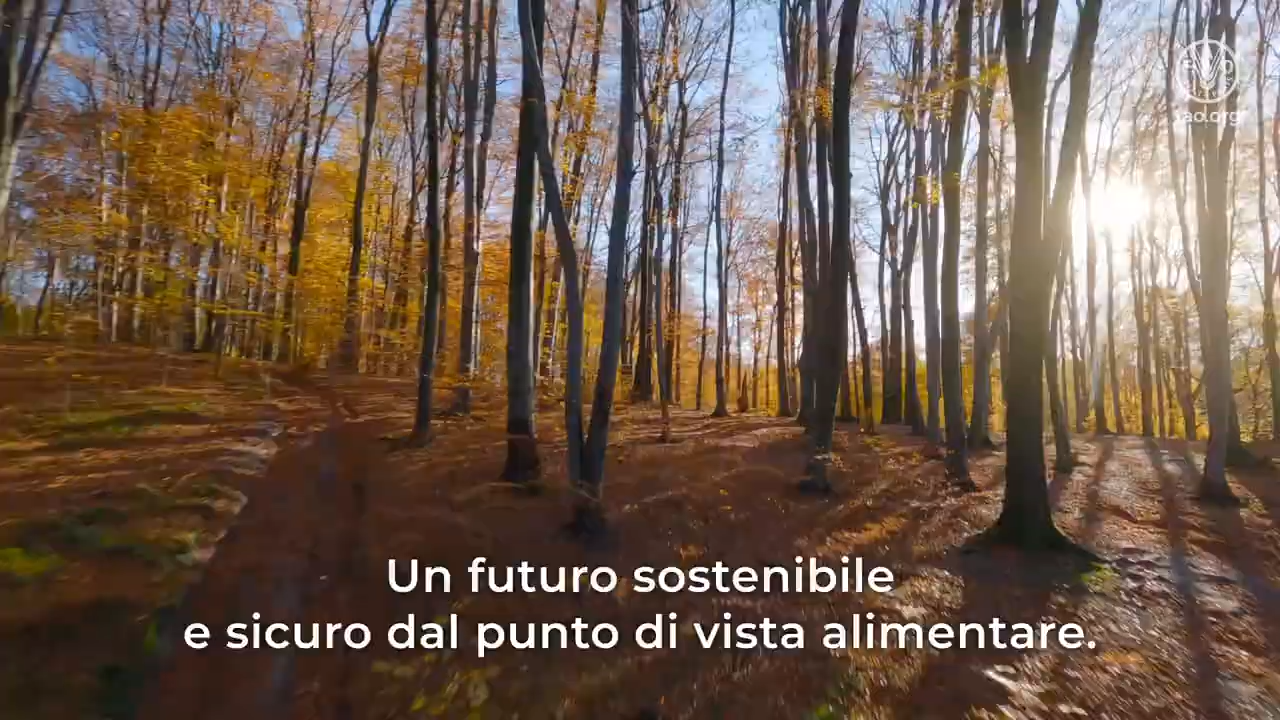 fao.org
Un futuro sostenibile
e sicuro dal punto di vista alimentare.